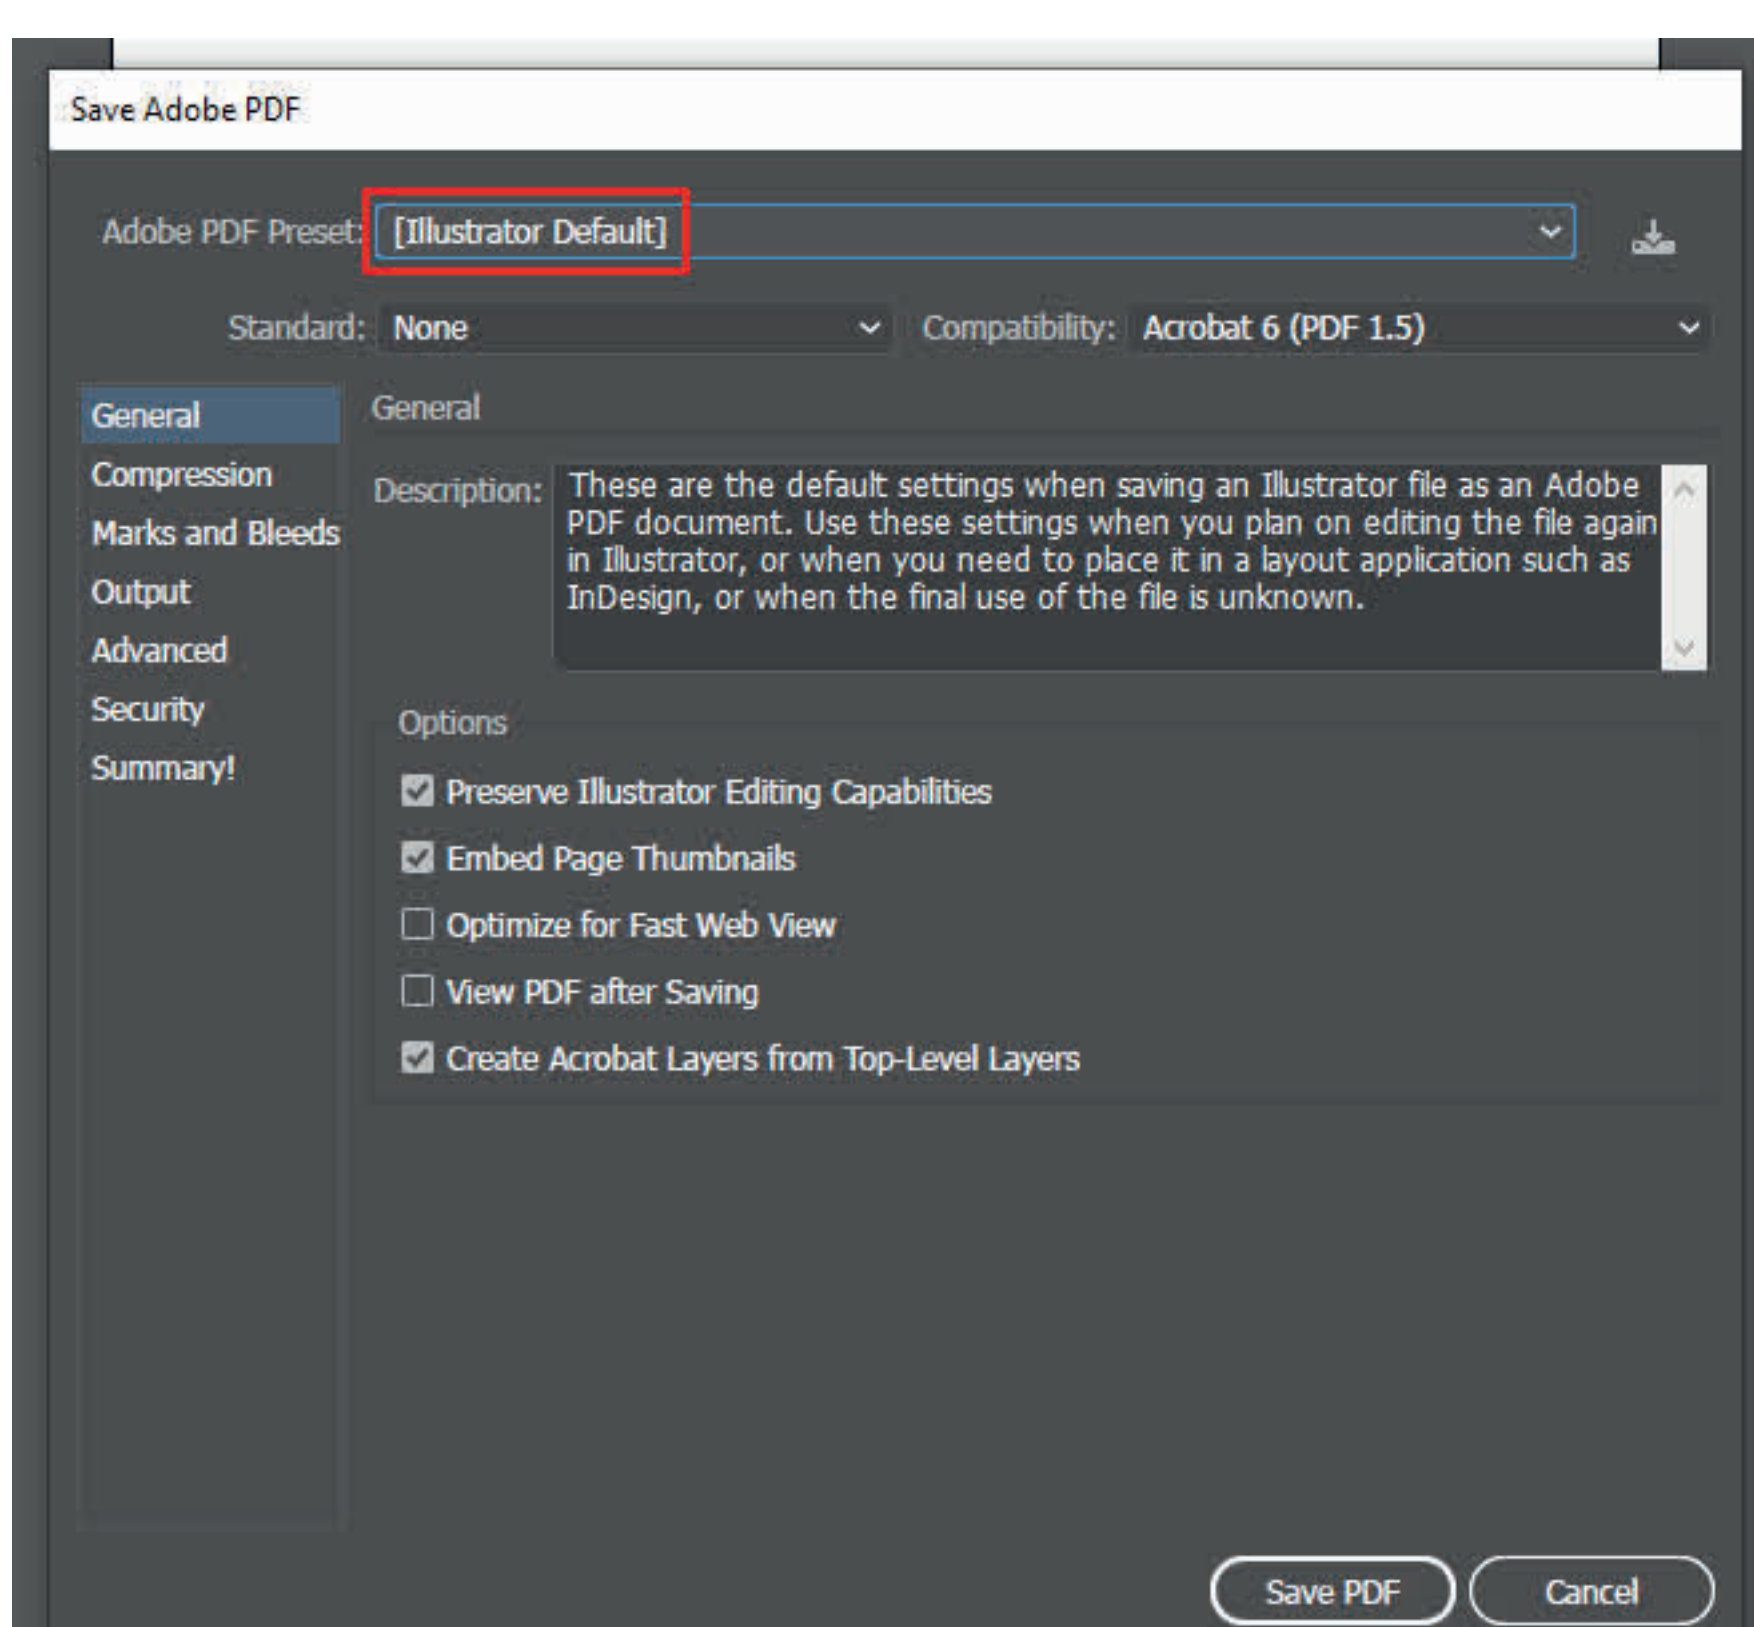 Save Adobe PDF
Adobe PDF Preset: [Illustrator Default]
Standard: None Compatibility: Acrobat 6 (PDF 1.5)
General
Compression
Marks and Bleeds
Output
Advanced
Security
Summary!
General
Description: These are the default settings when saving an Illustrator file as an Adobe
PDF document. Use these settings when you plan on editing the file again
in Illustrator, or when you need to place it in a layout application such as
InDesign, or when the final use of the file is unknown.
Options
Preserve Illustrator Editing Capabilities
Embed Page Thumbnails
Optimize for Fast Web View
View PDF after Saving
Create Acrobat Layers from Top-Level Layers
Save PDF Cancel